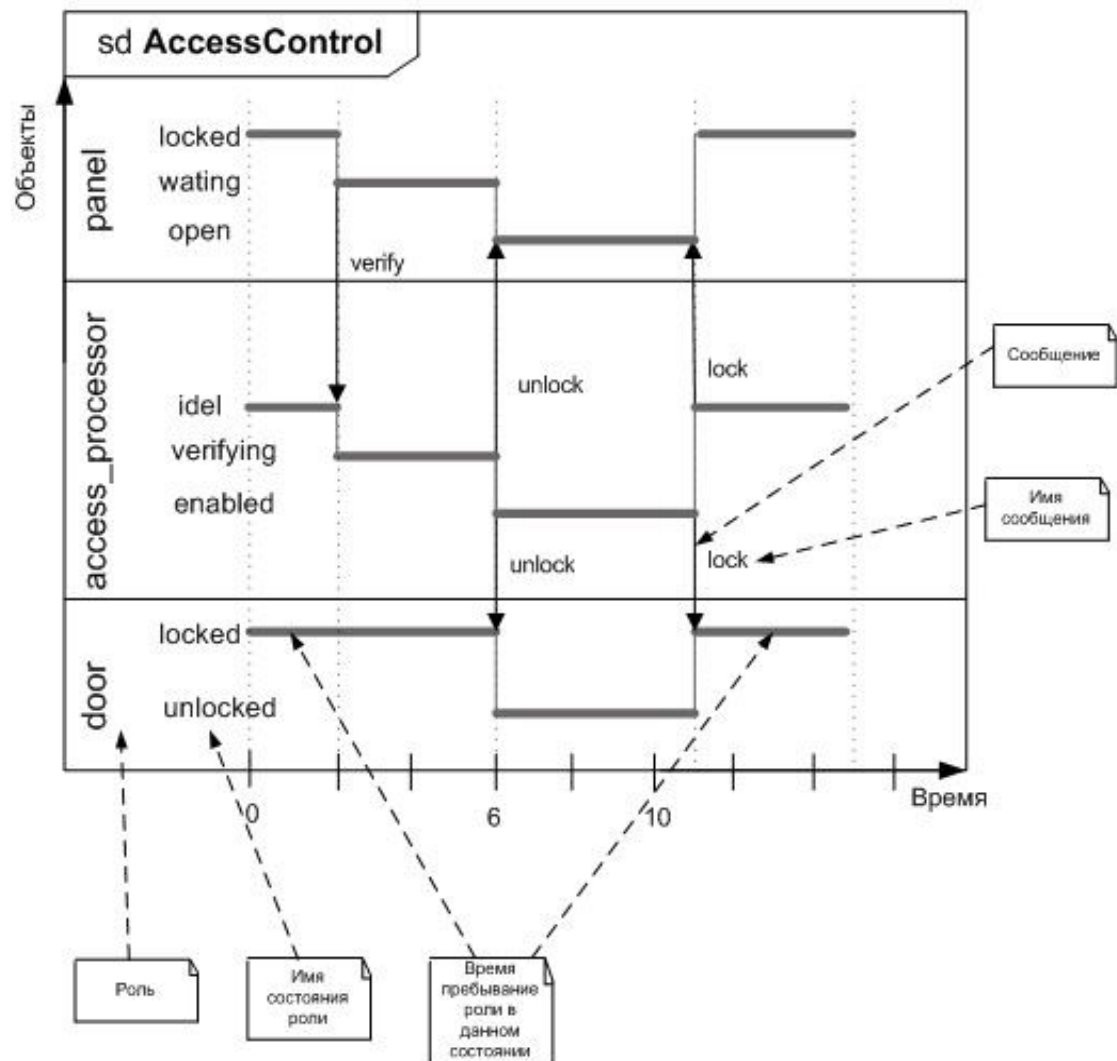 sd AccessControl
Объекты
panel
locked
wating
open
verify
access_processor
idel
verifying
enabled
unlock
lock
unlock
lock
door
locked
unlocked
0
6
10
Время
Сообщение
Имя
сообщения
Роль
Имя
состояния
роли
Время
пребывание
роли в
данном
состоянии